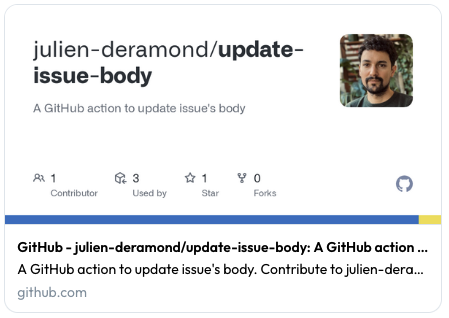 julien-deramond/update-
issue-body
A GitHub action to update issue's body
1
Contributor
3
Used by
1
Star
0
Forks
GitHub - julien-deramond/update-issue-body: A GitHub action ...
A GitHub action to update issue's body. Contribute to julien-dera...
github.com